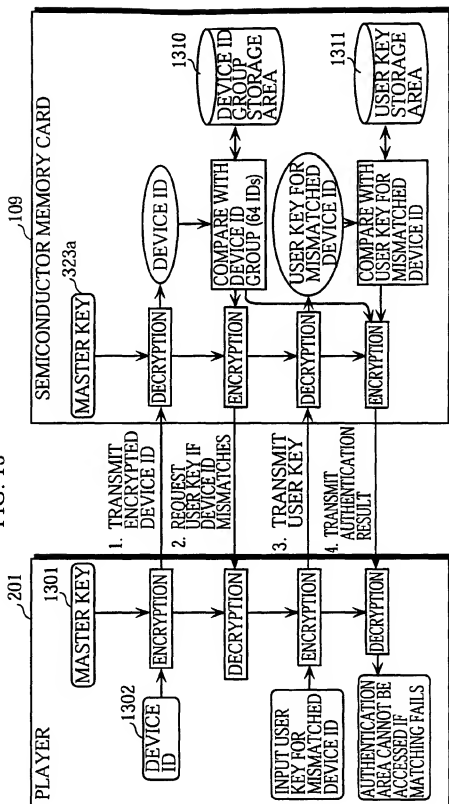 FIG. 13
201
PLAYER
1301
MASTER KEY
1302
DEVICE
ID
ENCRYPTION
DECRYPTION
INPUT USER
KEY FOR
MISMATCHED
DEVICE ID
ENCRYPTION
DECRYPTION
AUTHENTICATION
AREA CANNOT BE
ACCESSED IF
MATCHING FAILS
1. TRANSMIT
ENCRYPTED
DEVICE ID
2. REQUEST
USER KEY IF
DEVICE ID
MISMATCHES
3. TRANSMIT
USER KEY
4. TRANSMIT
AUTHENTICATION
RESULT
109
SEMICONDUCTOR MEMORY CARD
323a
MASTER KEY
DECRYPTION
DEVICE ID
ENCRYPTION
COMPARE WITH
DEVICE ID
GROUP (64 IDs)
1310
DEVICE ID
GROUP
STORAGE
AREA
DECRYPTION
USER KEY FOR
MISMATCHED
DEVICE ID
ENCRYPTION
COMPARE WITH
USER KEY FOR
MISMATCHED
DEVICE ID
1311
USER KEY
STORAGE
AREA